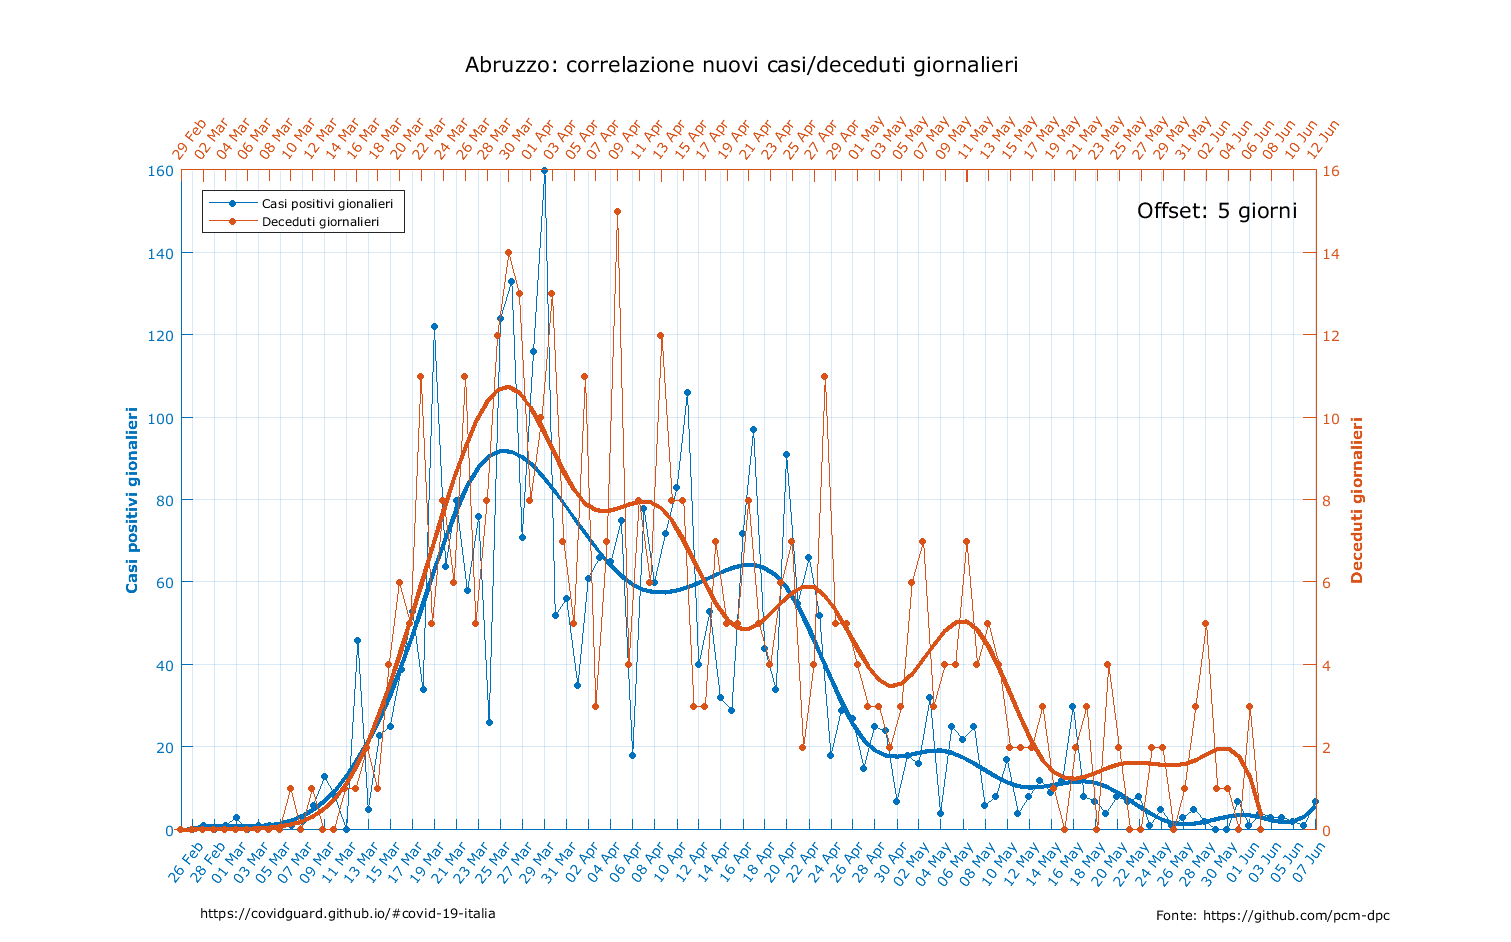 Abruzzo: correlazione nuovi casi/deceduti giornalieri
29 Feb 02 Mar 04 Mar 06 Mar 08 Mar 10 Mar 12 Mar 14 Mar 16 Mar 18 Mar 20 Mar 22 Mar 24 Mar 26 Mar 28 Mar 30 Mar 01 Apr 03 Apr 05 Apr 07 Apr 09 Apr 11 Apr 13 Apr 15 Apr 17 Apr 19 Apr 21 Apr 23 Apr 25 Apr 27 Apr 29 Apr 01 May 03 May 05 May 07 May 09 May 11 May 13 May 15 May 17 May 19 May 21 May 23 May 25 May 27 May 29 May 31 May 02 Jun 04 Jun 06 Jun 08 Jun 10 Jun 12 Jun
160 16
Casi positivi gionalieri
Deceduti giornalieri
Offset: 5 giorni
140 14
120 12
100 10
80 8
60 6
40 4
20 2
0 0
Casi positivi gionalieri
Deceduti giornalieri
26 Feb 28 Feb 01 Mar 03 Mar 05 Mar 07 Mar 09 Mar 11 Mar 13 Mar 15 Mar 17 Mar 19 Mar 21 Mar 23 Mar 25 Mar 27 Mar 29 Mar 31 Mar 02 Apr 04 Apr 06 Apr 08 Apr 10 Apr 12 Apr 14 Apr 16 Apr 18 Apr 20 Apr 22 Apr 24 Apr 26 Apr 28 Apr 30 Apr 02 May 04 May 06 May 08 May 10 May 12 May 14 May 16 May 18 May 20 May 22 May 24 May 26 May 28 May 30 May 01 Jun 03 Jun 05 Jun 07 Jun
https://covidguard.github.io/#covid-19-italia
Fonte: https://github.com/pcm-dpc